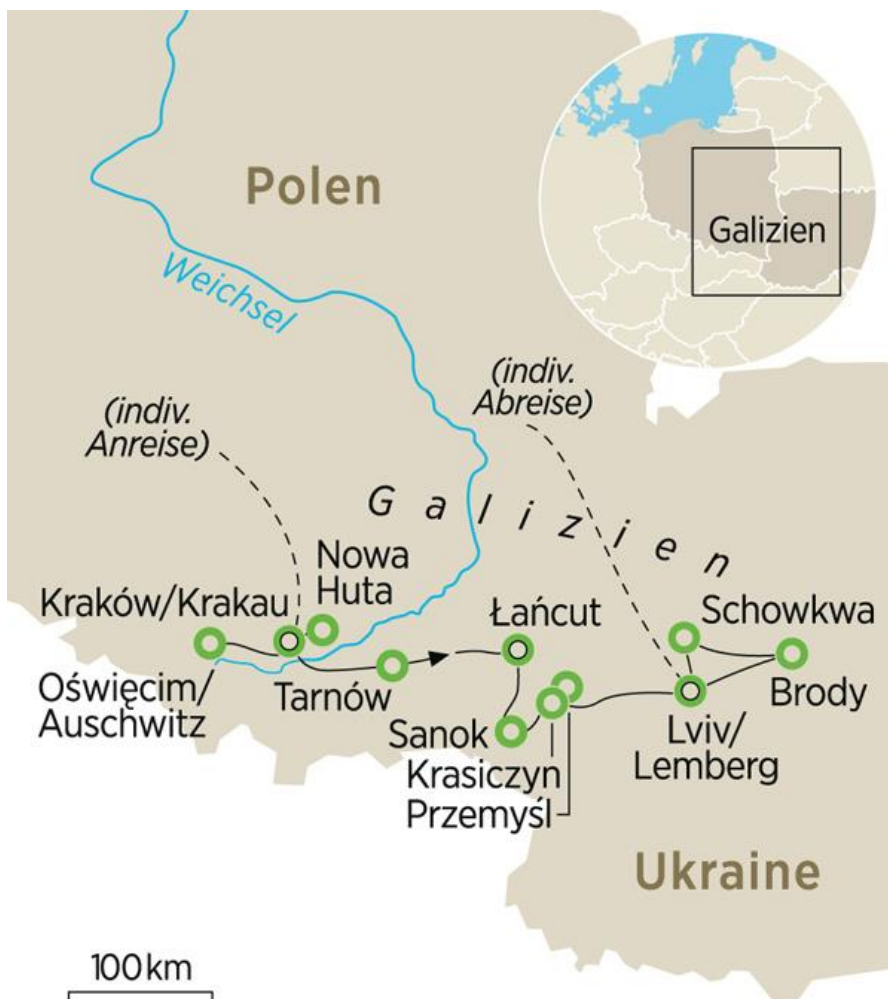 Polen
Galizien
Weichsel
(indiv.
Abreise)
(indiv.
Anreise)
Galizien
Nowa
Huta
Kraków/Krakau
Łańcut
Schowkwa
Oświęcim/
Auschwitz
Tarnów
Sanok
Krasiczyn
Przemyśl
Lviv/
Lemberg
Brody
Ukraine
100 km